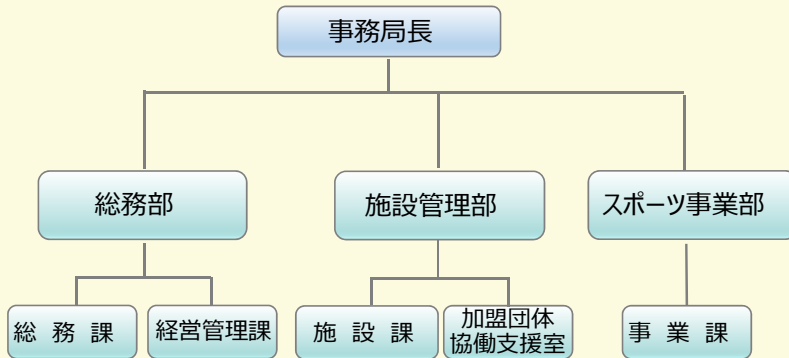 事務局長
総務部
施設管理部
スポーツ事業部
総務課
経営管理課
施設課
加盟団体
協働支援室
事業課